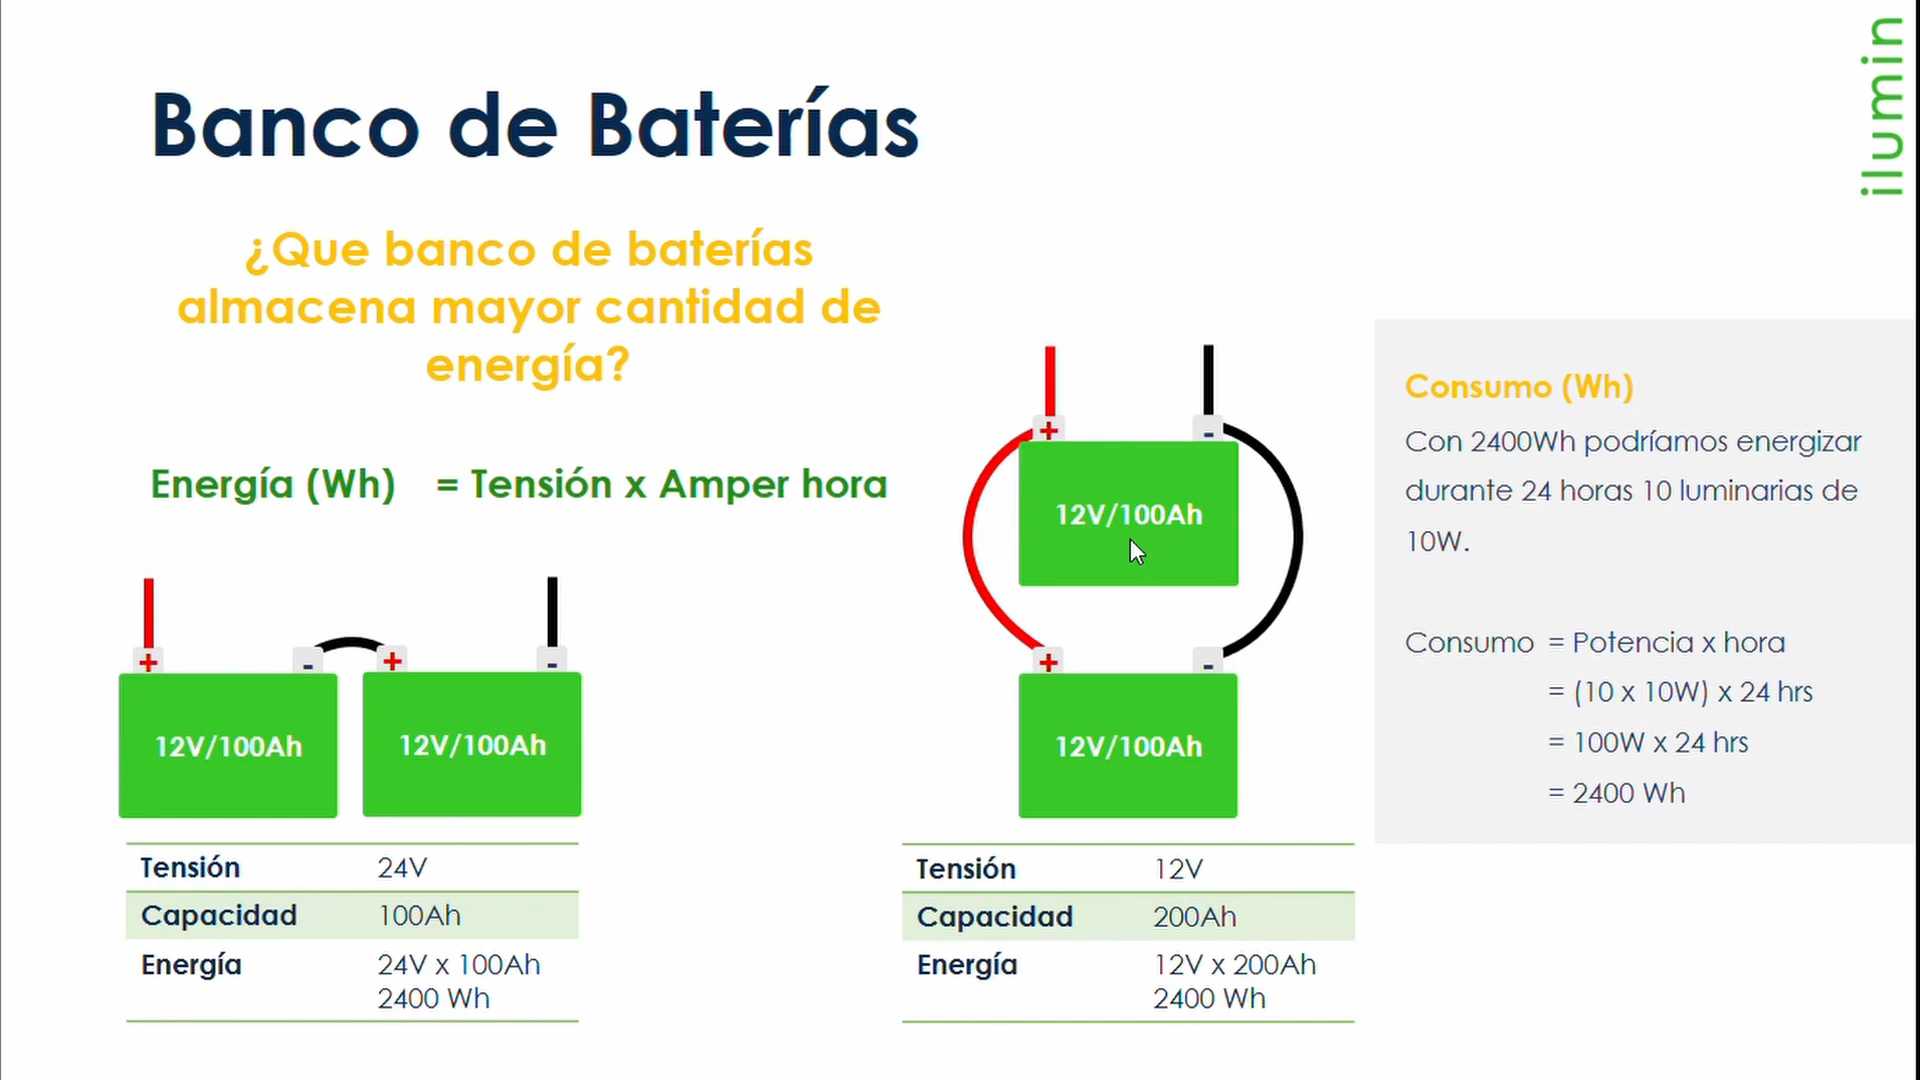 ilumin
Banco de Baterías
¿Que banco de baterías
almacena mayor cantidad de
energía?
Energía (Wh) = Tensión x Amper hora
+ - + -
12V/100Ah 12V/100Ah
Tensión 24V
Capacidad 100Ah
Energía 24V x 100Ah
2400 Wh
+ -
12V/100Ah
+ -
12V/100Ah
Tensión 12V
Capacidad 200Ah
Energía 12V x 200Ah
2400 Wh
Consumo (Wh)
Con 2400Wh podríamos energizar
durante 24 horas 10 luminarias de
10W.
Consumo = Potencia x hora
= (10 x 10W) x 24 hrs
= 100W x 24 hrs
= 2400 Wh